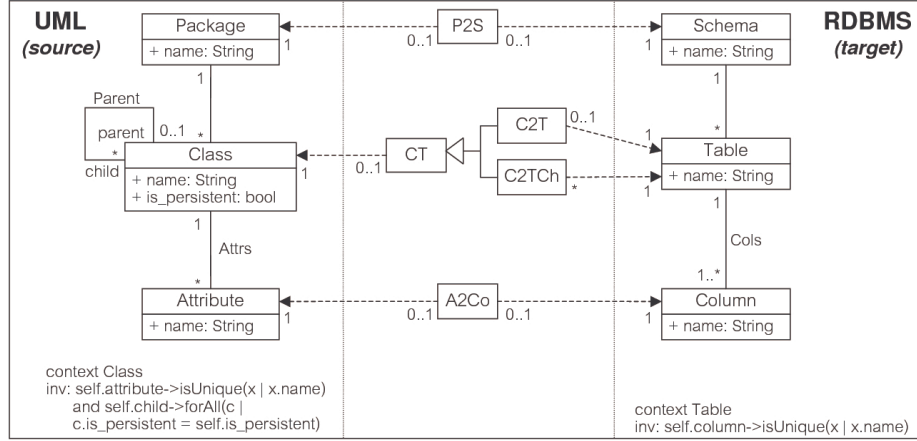 UML
(source)
Package
+ name: String
1
0..1
P2S
0..1
1
Schema
+ name: String
RDBMS
(target)
1
1
Parent
parent
0..1
*
*
child
Class
+ name: String
+ is_persistent: bool
1
0..1
CT
C2T
0..1
C2TCh
*
1
1
*
Table
+ name: String
1
Attrs
*
1
Cols
1..*
Attribute
+ name: String
1
0..1
A2Co
0..1
1
Column
+ name: String
context Class
inv: self.attribute->isUnique(x | x.name)
and self.child->forAll(c |
c.is_persistent = self.is_persistent)
context Table
inv: self.column->isUnique(x | x.name)